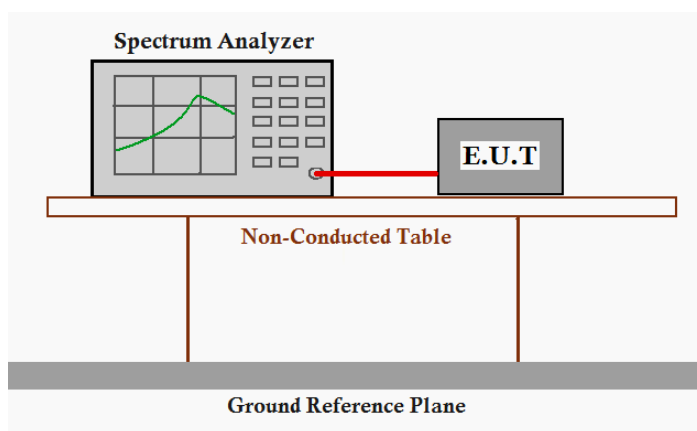 Spectrum Analyzer
E.U.T
Non-Conducted Table
Ground Reference Plane